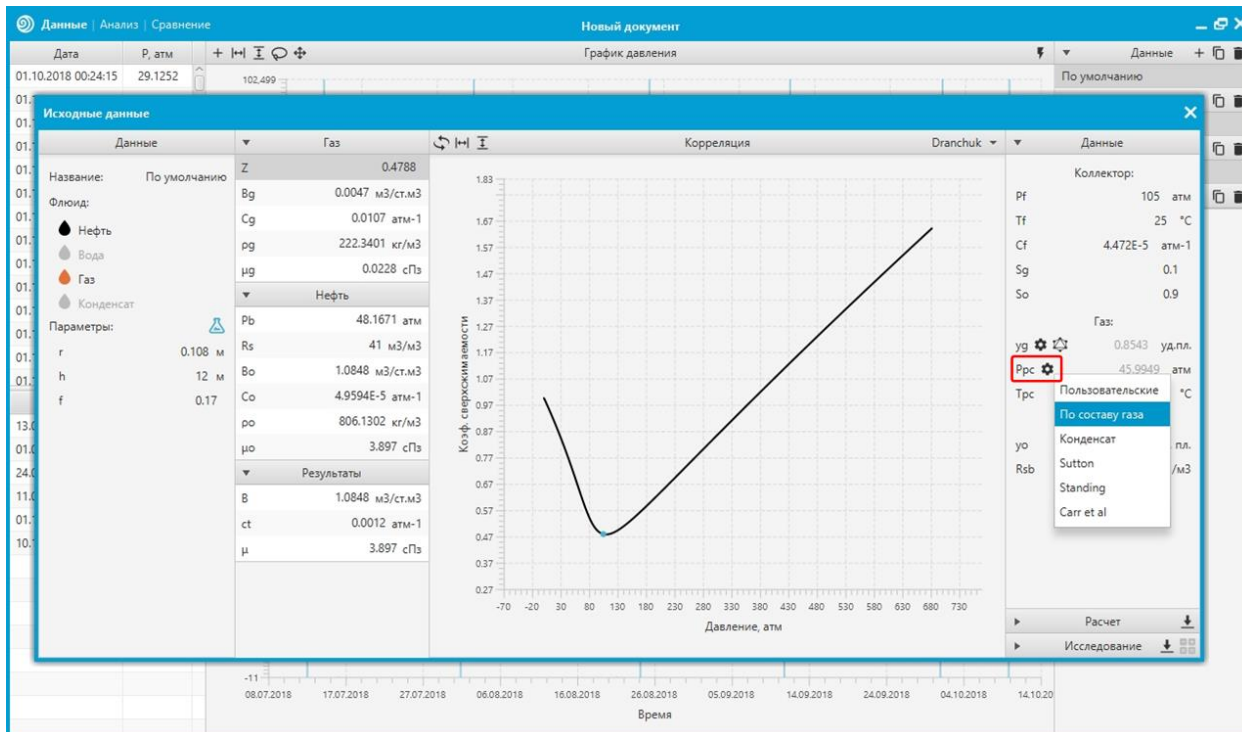 Данные | Анализ | Сравнение
Новый документ
Дата P, атм
График давления
Данные
01.10.2018 00:24:15 29.1252
102,499
По умолчанию
Исходные данные
Данные
Название: По умолчанию
Флюид:
Нефть
Вода
Газ
Конденсат
Параметры:
r 0.108 м
h 12 м
f 0.17
Газ
Z 0.4788
Bg 0.0047 м3/ст.м3
Cg 0.0107 атм-1
ρg 222.3401 кг/м3
μg 0.0228 сПз
Нефть
Pb 48.1671 атм
Rs 41 м3/м3
Bo 1.0848 м3/ст.м3
Co 4.9594E-5 атм-1
ρo 806.1302 кг/м3
μo 3.897 сПз
Результаты
B 1.0848 м3/ст.м3
ct 0.0012 атм-1
μ 3.897 сПз
Корреляция
Dranchuk
Коэф. сверхсжимаемости
1.83
1.67
1.57
1.47
1.37
1.27
1.17
1.07
0.97
0.87
0.77
0.67
0.57
0.47
0.37
0.27
-70 -20 30 80 130 180 230 280 330 380 430 480 530 580 630 680 730
Давление, атм
Данные
Коллектор:
Pf 105 атм
Tf 25 °C
Cf 4.472E-5 атм-1
Sg 0.1
So 0.9
Газ:
γg 0.8543 уд.пл.
Ppc 45.9949 атм
Tpc °C
Пользовательские
По составу газа
Конденсат
Sutton
Standing
Carr et al
γo пл.
Rsb /м3
Расчет
Исследование
-11
08.07.2018 17.07.2018 27.07.2018 06.08.2018 16.08.2018 26.08.2018 05.09.2018 14.09.2018 24.09.2018 04.10.2018 14.10.20
Время